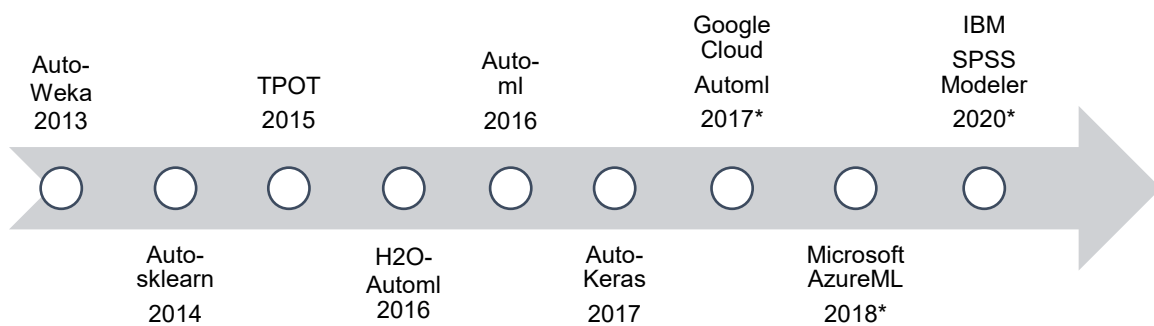 Auto-
Weka
2013
Auto-
sklearn
2014
TPOT
2015
H2O-
Automl
2016
Auto-
ml
2016
Auto-
Keras
2017
Google
Cloud
Automl
2017*
Microsoft
AzureML
2018*
IBM
SPSS
Modeler
2020*